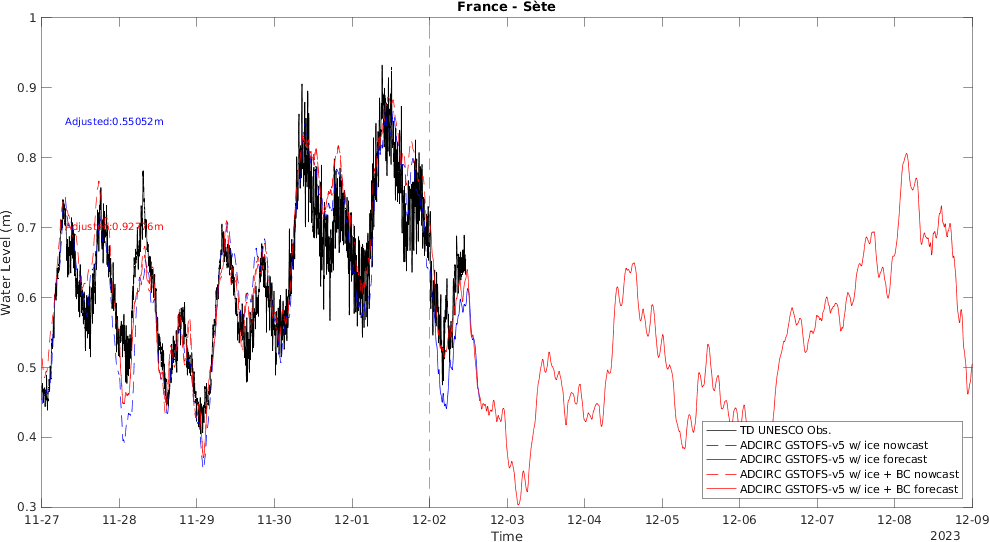 France - Sète
1
0.9
0.8
0.7
0.6
0.5
0.4
0.3
Water Level (m)
Adjusted:0.55052m
TD UNESCO Obs.
ADCIRC GSTOFS-v5 w/ ice nowcast
ADCIRC GSTOFS-v5 w/ ice forecast
ADCIRC GSTOFS-v5 w/ ice + BC nowcast
ADCIRC GSTOFS-v5 w/ ice + BC forecast
11-27 11-28 11-29 11-30 12-01 12-02 12-03 12-04 12-05 12-06 12-07 12-08 12-09
Time
2023